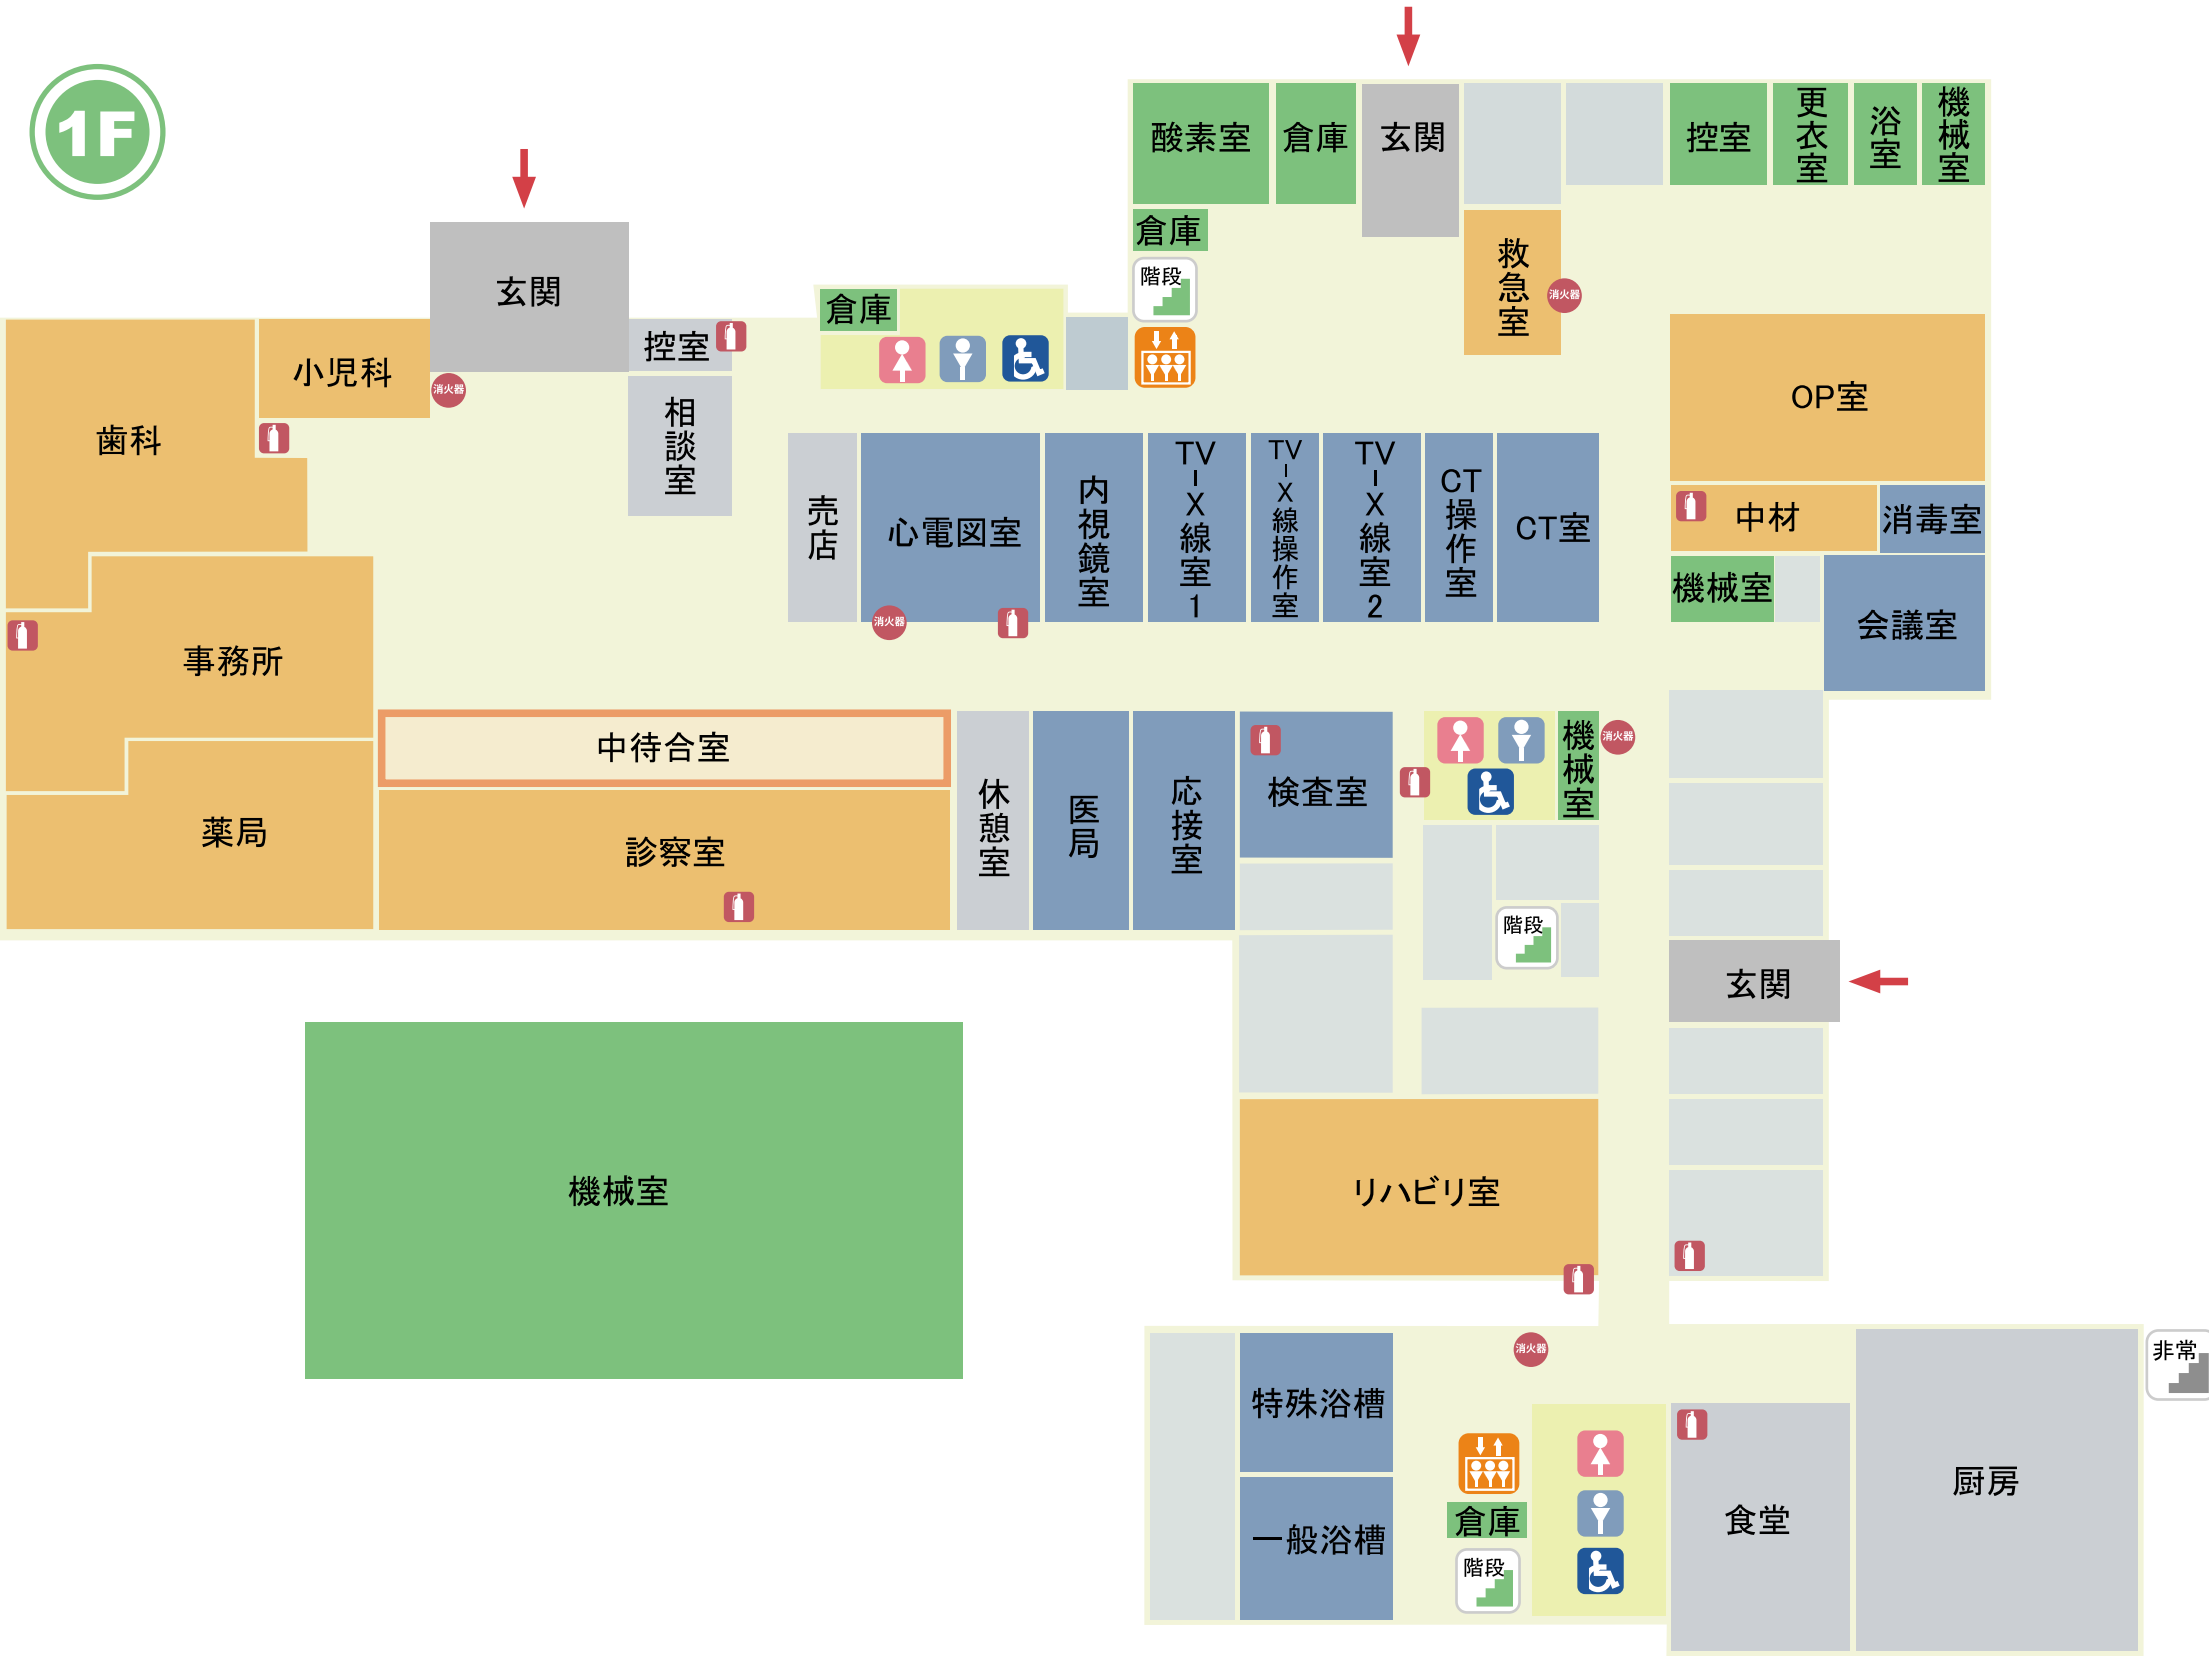 1F
酸素室
倉庫
玄関
控室
更衣室
浴室
機械室
倉庫
階段
救急室
消火器
玄関
倉庫
控室
小児科
消火器
歯科
相談室
OP室
売店
心電図室
内視鏡室
TV-X線室1
TV-X線操作室
TV-X線室2
CT操作室
CT室
中材
消毒室
機械室
会議室
消火器
事務所
中待合室
機械室
消火器
休憩室
医局
応接室
検査室
薬局
診察室
階段
玄関
機械室
リハビリ室
消火器
非常
特殊浴槽
厨房
倉庫
食堂
一般浴槽
階段